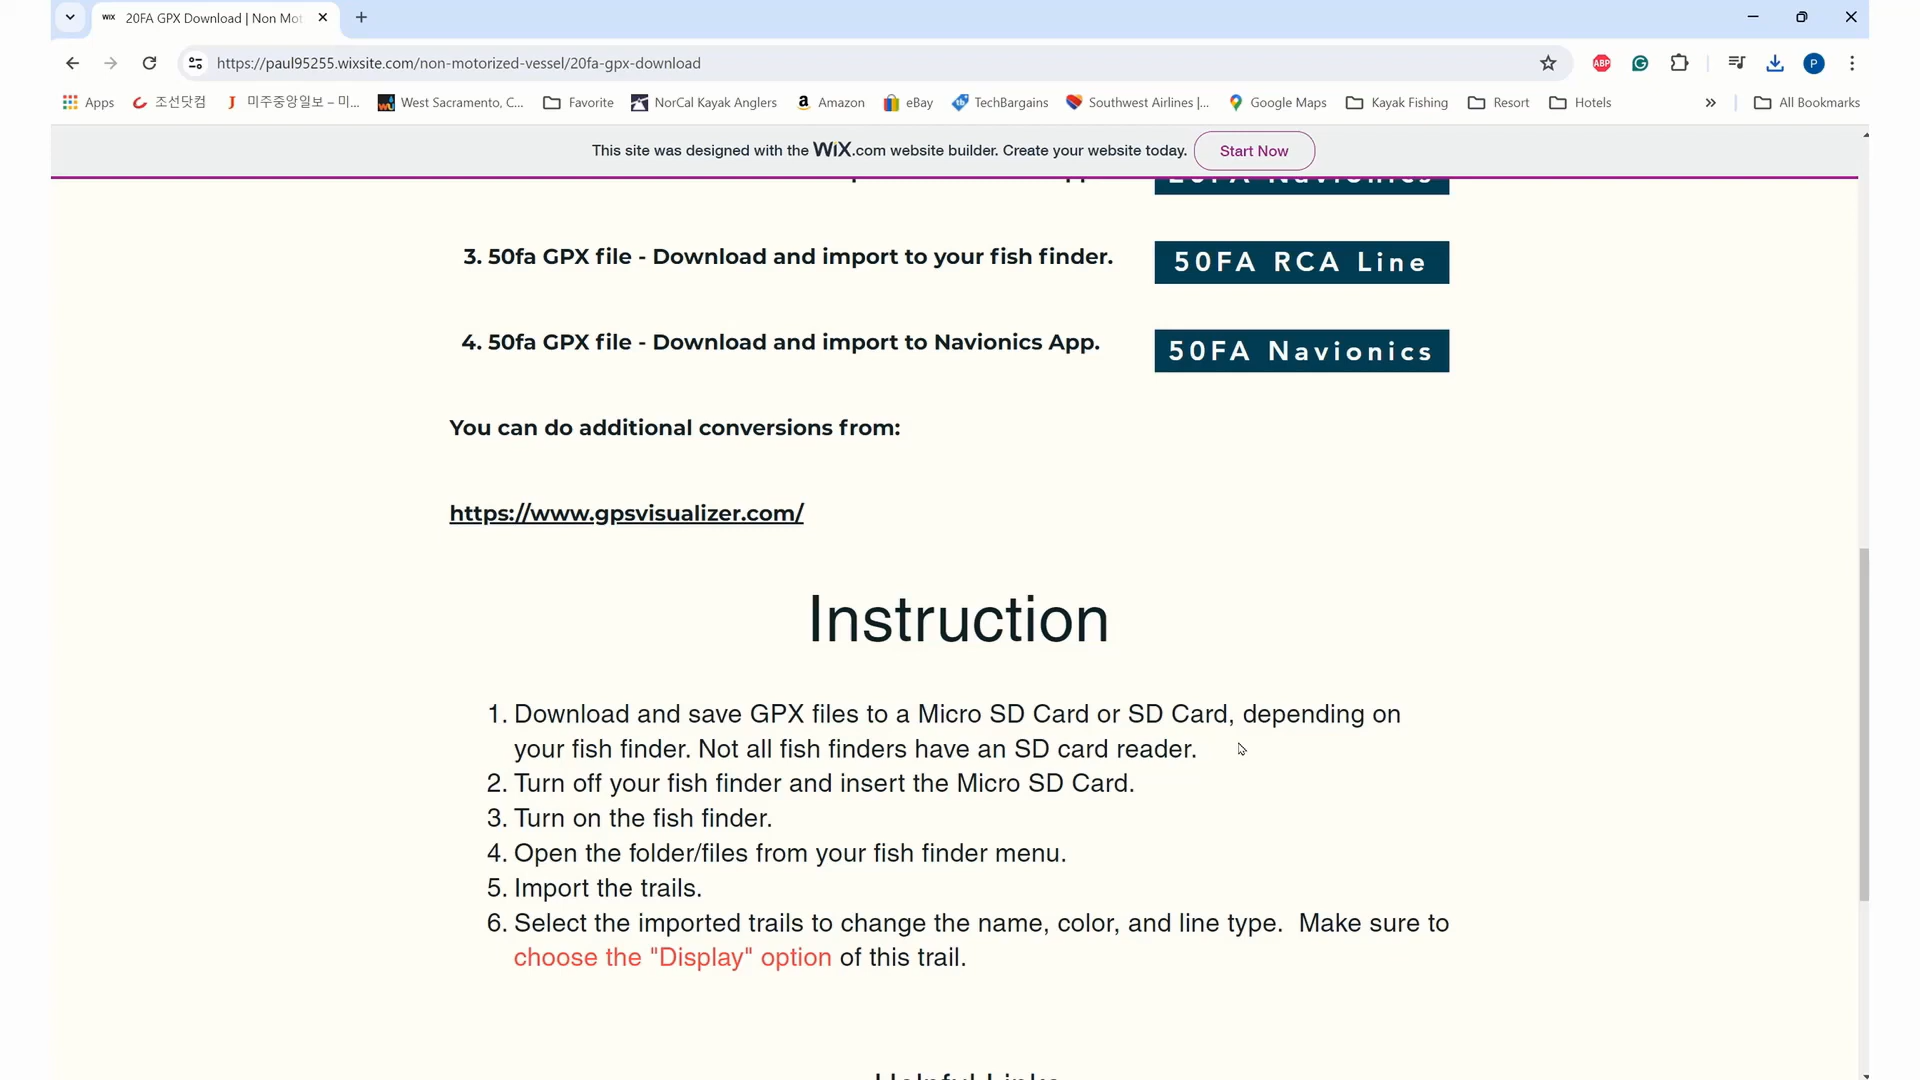 WIX 20FA GPX Download | Non Mot
https://paul95255.wixsite.com/non-motorized-vessel/20fa-gpx-download
ABP
P
Apps 조선닷컴 미주중앙일보 – 미... West Sacramento, C... Favorite NorCal Kayak Anglers Amazon eBay TechBargains Southwest Airlines |... Google Maps Kayak Fishing Resort Hotels » All Bookmarks
This site was designed with the WiX.com website builder. Create your website today. Start Now
20FA Navionics
3. 50fa GPX file - Download and import to your fish finder. 50FA RCA Line
4. 50fa GPX file - Download and import to Navionics App. 50FA Navionics
You can do additional conversions from:
https://www.gpsvisualizer.com/
Instruction
1. Download and save GPX files to a Micro SD Card or SD Card, depending on
your fish finder. Not all fish finders have an SD card reader.
2. Turn off your fish finder and insert the Micro SD Card.
3. Turn on the fish finder.
4. Open the folder/files from your fish finder menu.
5. Import the trails.
6. Select the imported trails to change the name, color, and line type. Make sure to
choose the "Display" option of this trail.
Helpful Links